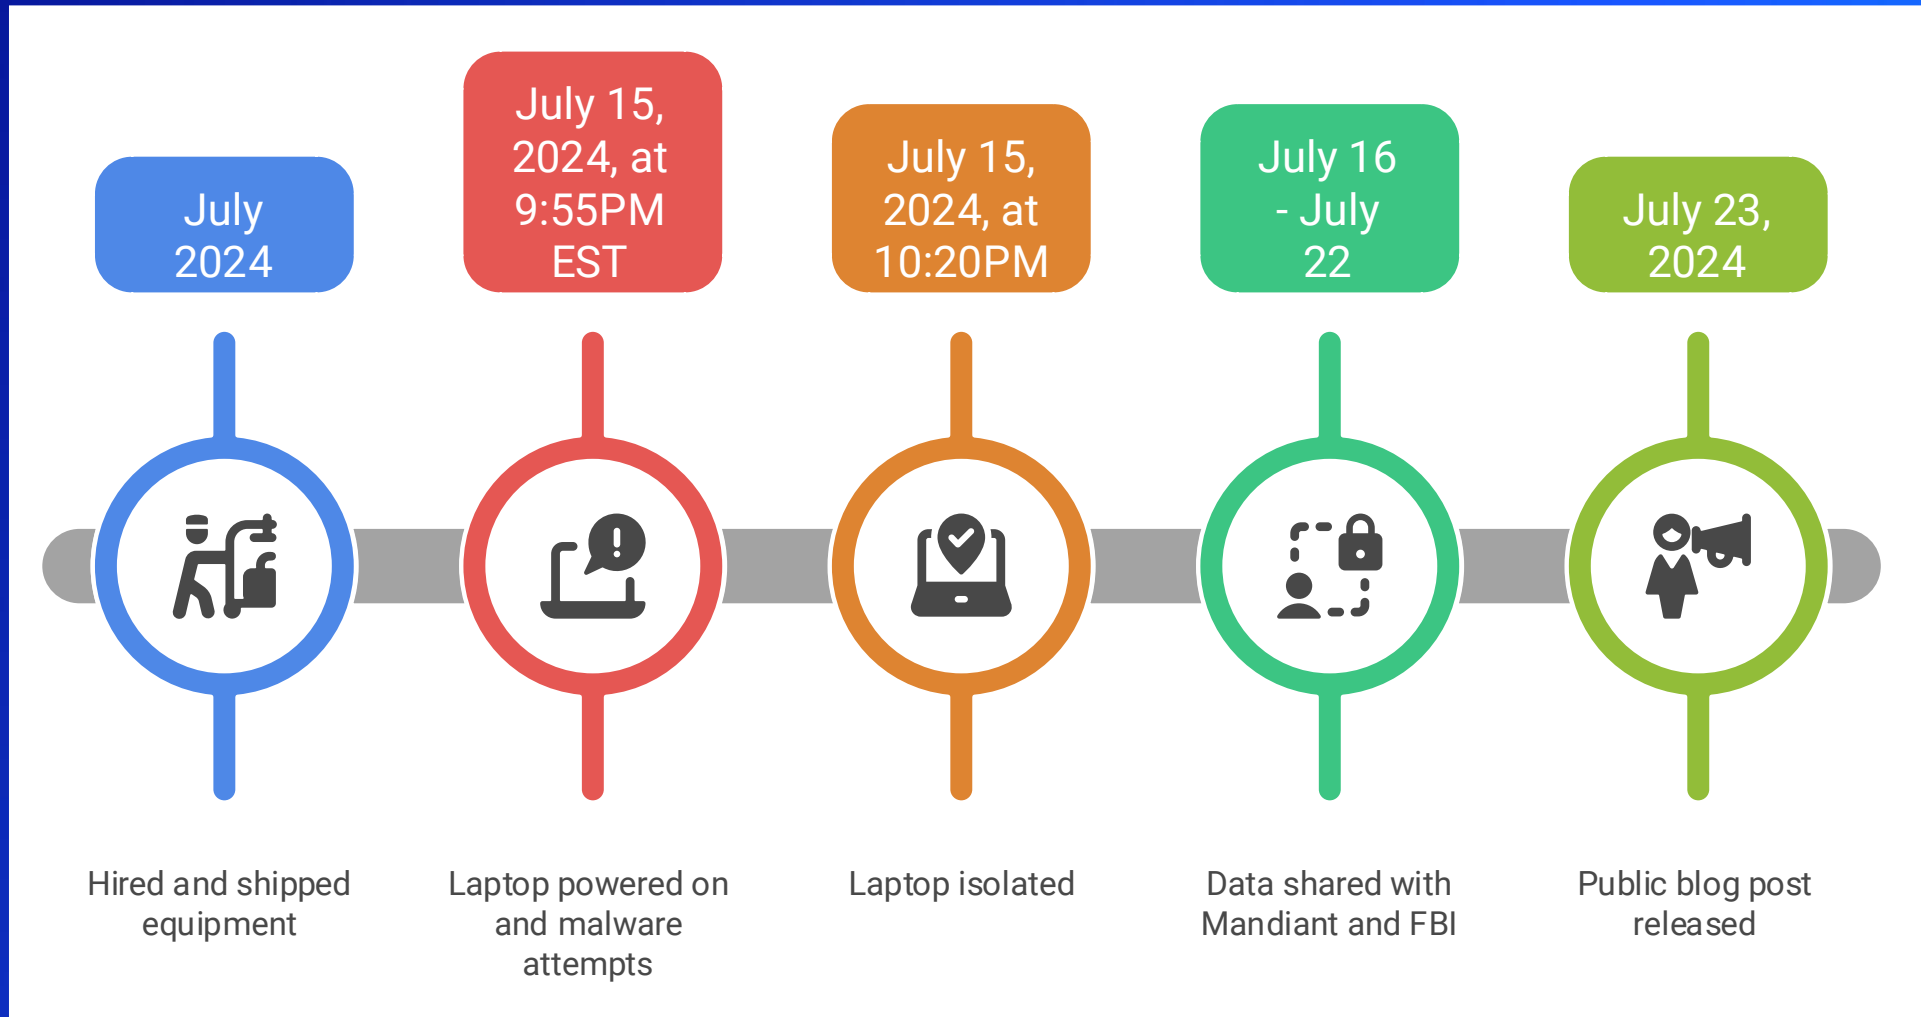 July
2024
July 15,
2024, at
9:55PM
EST
July 15,
2024, at
10:20PM
July 16
- July
22
July 23,
2024
Hired and shipped
equipment
Laptop powered on
and malware
attempts
Laptop isolated
Data shared with
Mandiant and FBI
Public blog post
released